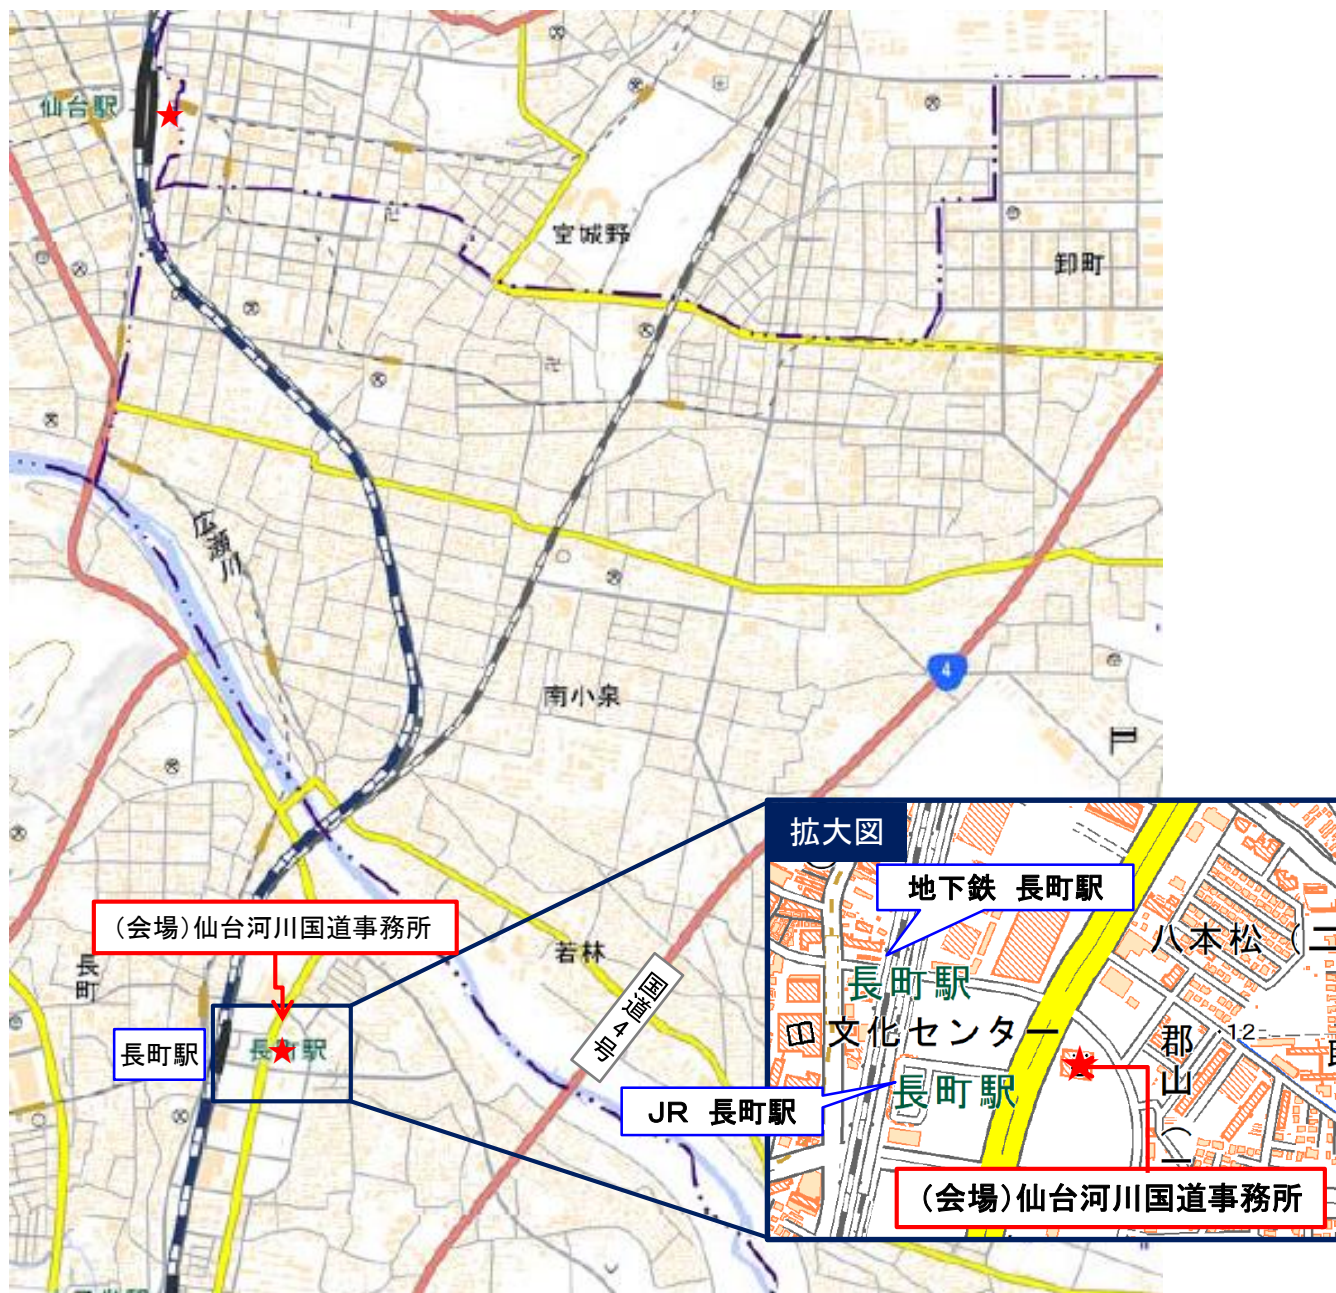 仙台駅
宮城野
卸町
広瀬川
4
南小泉
拡大図
地下鉄 長町駅
八本松(二
(会場)仙台河川国道事務所
長町
若林
国道4号
長町駅
文化センター
郡山(一
・12
長町駅
長町駅
長町駅
JR 長町駅
(会場)仙台河川国道事務所